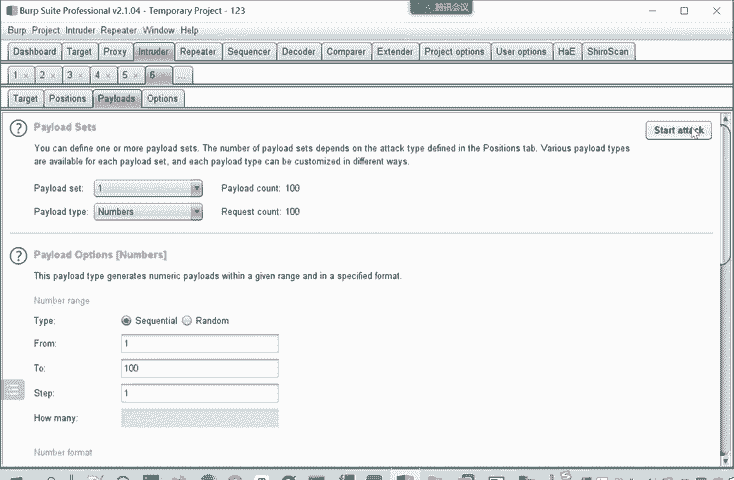 Burp Suite Professional v2.1.04 - Temporary Project - 123
腾讯会议
Burp Project Intruder Repeater Window Help
Dashboard Target Proxy Intruder Repeater Sequencer Decoder Comparer Extender Project options User options HaE ShiroScan
1 × 2 × 3 × 4 × 5 × 6 × ...
Target Positions Payloads Options
? Payload Sets
Start attack
You can define one or more payload sets. The number of payload sets depends on the attack type defined in the Positions tab. Various payload types
are available for each payload set, and each payload type can be customized in different ways.
Payload set: 1 Payload count: 100
Payload type: Numbers Request count: 100
? Payload Options [Numbers]
This payload type generates numeric payloads within a given range and in a specified format.
Number range
Type: Sequential Random
From: 1
To: 100
Step: 1
How many:
Number format